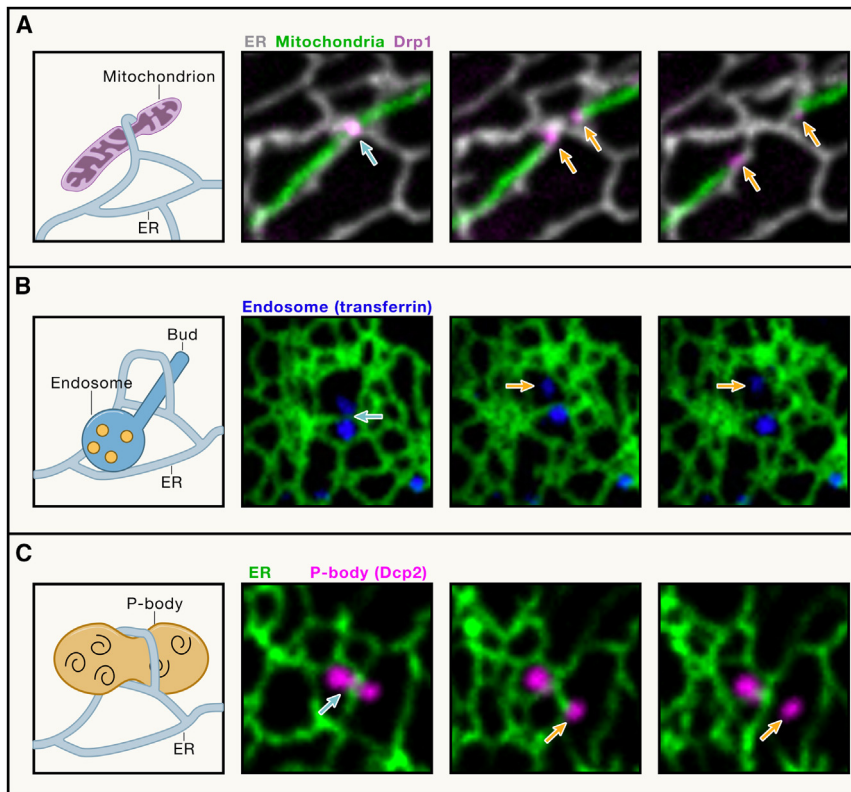 A
ER Mitochondria Drp1
Mitochondrion
ER
B
Endosome (transferrin)
Bud
Endosome
ER
C
ER P-body (Dcp2)
P-body
ER